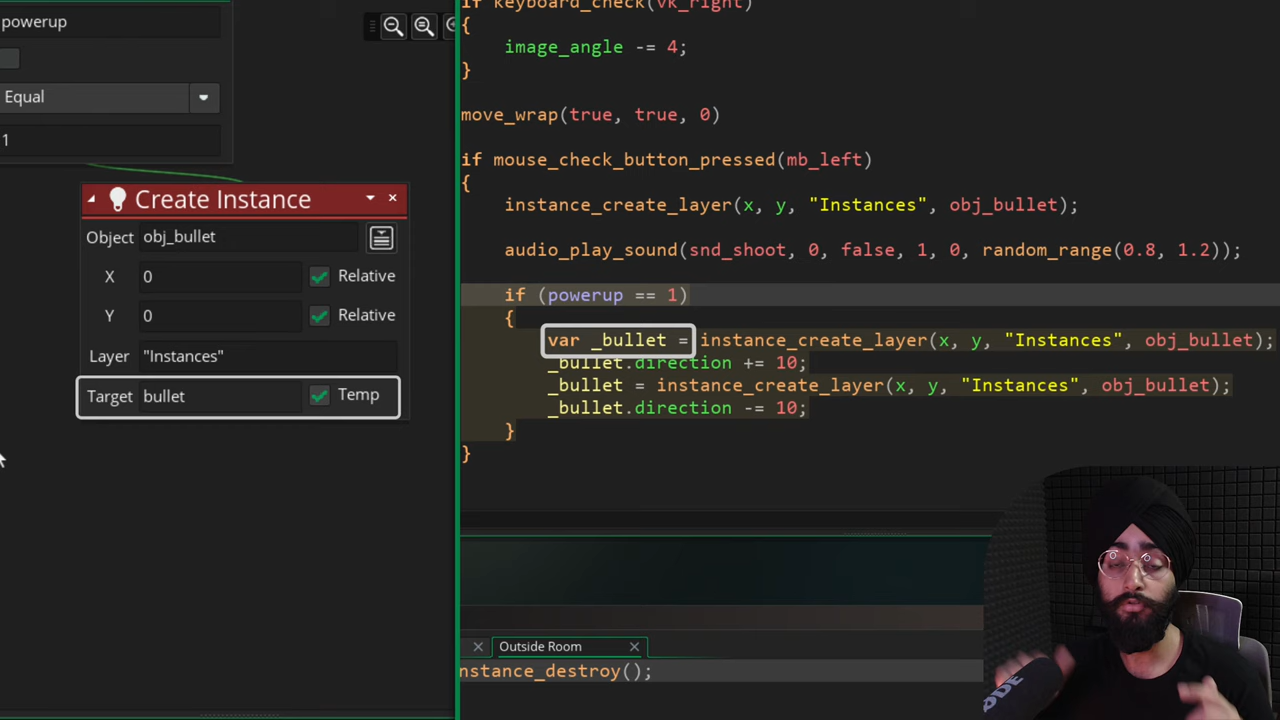 powerup
Equal
1
Create Instance
Object obj_bullet
X 0 Relative
Y 0 Relative
Layer "Instances"
Target bullet Temp
if keyboard_check(vk_right)
{
image_angle -= 4;
}
move_wrap(true, true, 0)
if mouse_check_button_pressed(mb_left)
{
instance_create_layer(x, y, "Instances", obj_bullet);
audio_play_sound(snd_shoot, 0, false, 1, 0, random_range(0.8, 1.2));
if (powerup == 1)
{
var _bullet = instance_create_layer(x, y, "Instances", obj_bullet);
_bullet.direction += 10;
_bullet = instance_create_layer(x, y, "Instances", obj_bullet);
_bullet.direction -= 10;
}
}
Outside Room
nstance_destroy();